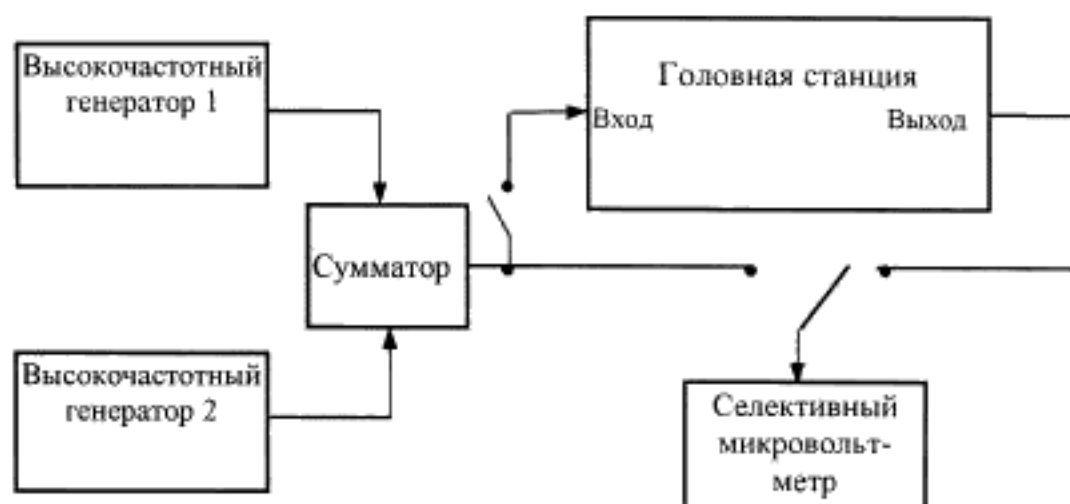 Высокочастотный
генератор 1
Головная станция
Вход
Выход
Сумматор
Высокочастотный
генератор 2
Селективный
микровольт-
метр